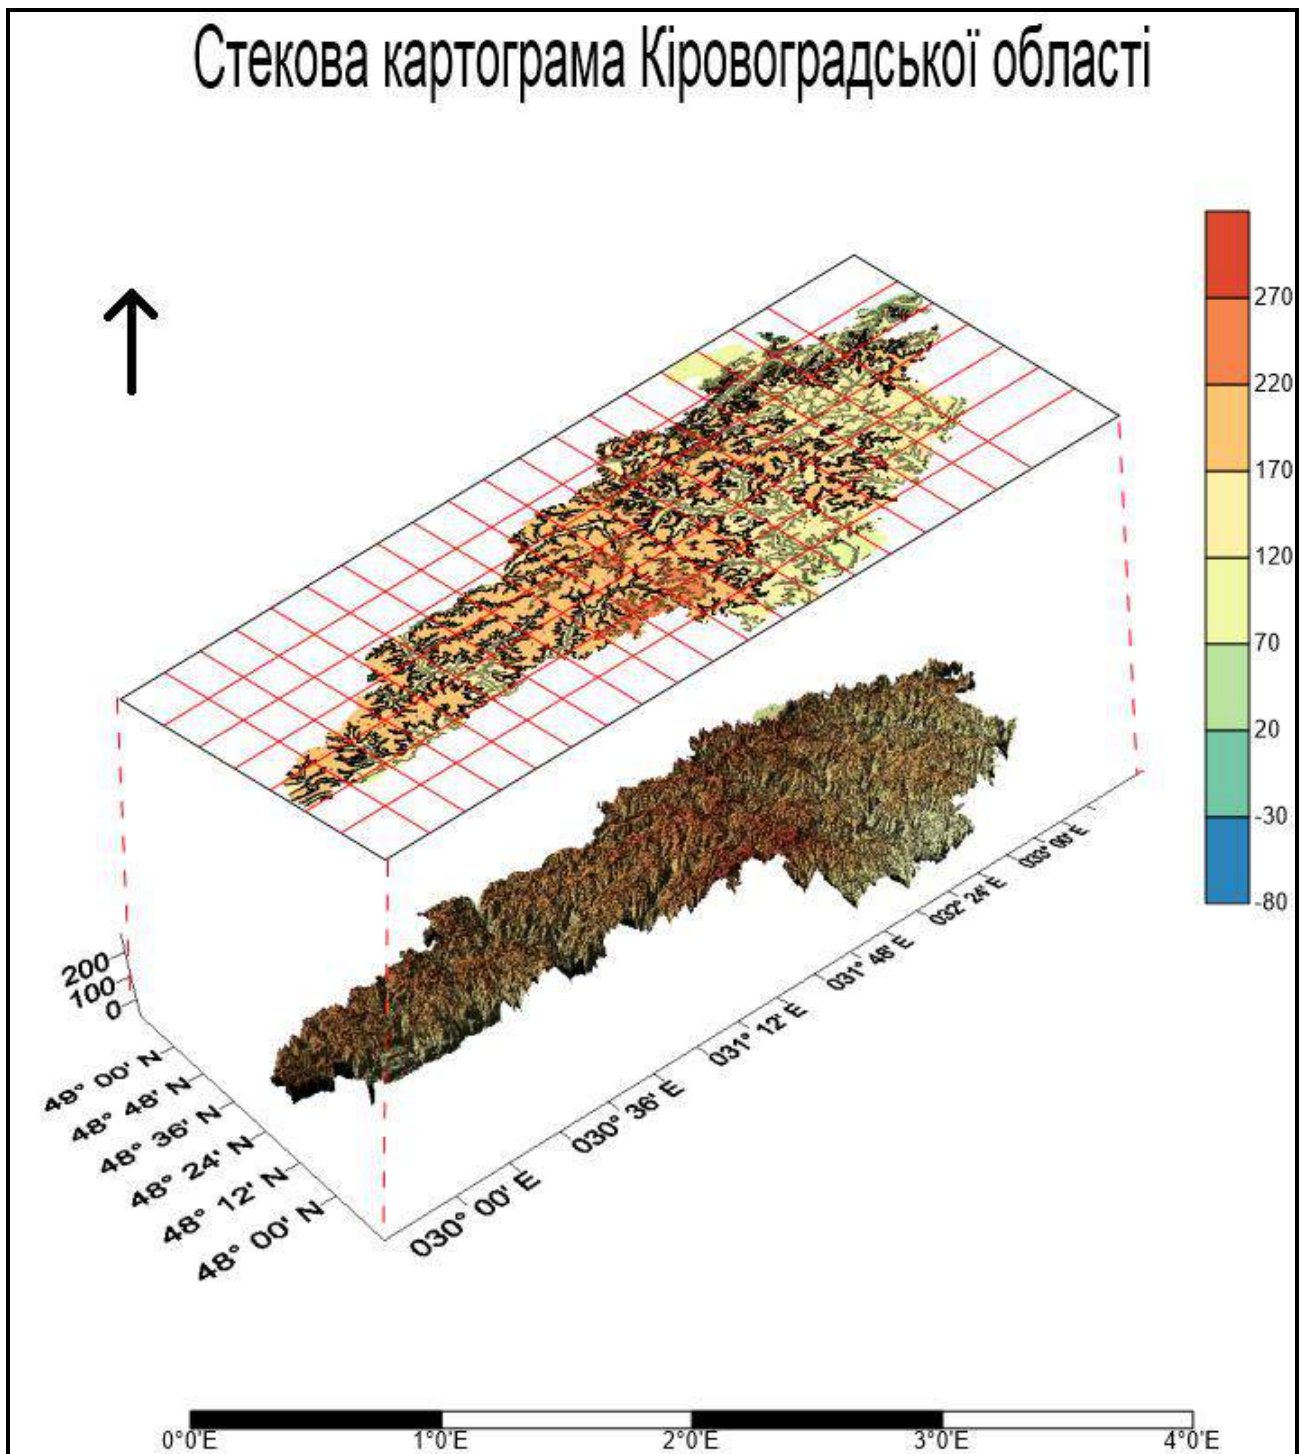 Стекова картограма Кіровоградської області
270
220
170
120
70
20
-30
-80
200
100
0
49° 00' N
48° 48' N
48° 36' N
48° 24' N
48° 12' N
48° 00' N
030° 00' E
030° 36' E
031° 12' E
031° 48' E
032° 24' E
033° 00' E
0°0'E 1°0'E 2°0'E 3°0'E 4°0'E